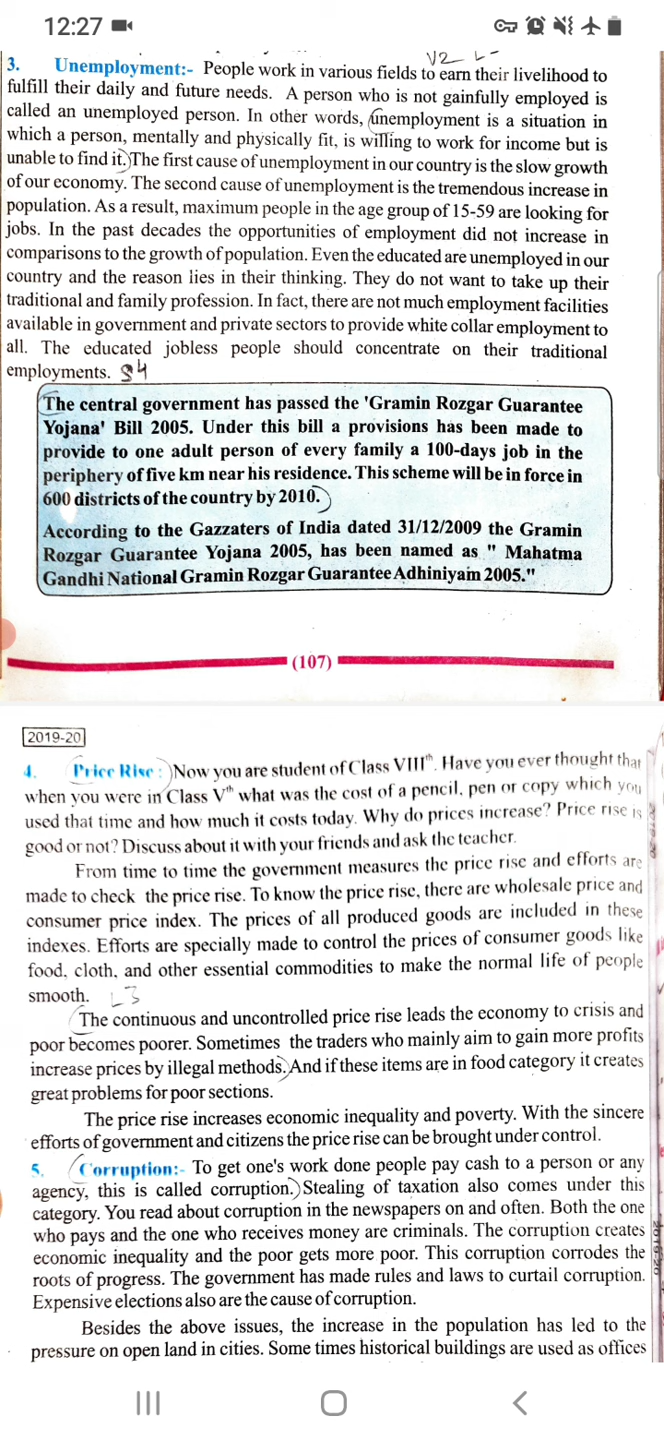 12:27
V2 L-
3. Unemployment:- People work in various fields to earn their livelihood to
fulfill their daily and future needs. A person who is not gainfully employed is
called an unemployed person. In other words, (unemployment is a situation in
which a person, mentally and physically fit, is willing to work for income but is
unable to find it.)The first cause of unemployment in our country is the slow growth
of our economy. The second cause of unemployment is the tremendous increase in
population. As a result, maximum people in the age group of 15-59 are looking for
jobs. In the past decades the opportunities of employment did not increase in
comparisons to the growth of population. Even the educated are unemployed in our
country and the reason lies in their thinking. They do not want to take up their
traditional and family profession. In fact, there are not much employment facilities
available in government and private sectors to provide white collar employment to
all. The educated jobless people should concentrate on their traditional
employments.
(The central government has passed the 'Gramin Rozgar Guarantee
Yojana' Bill 2005. Under this bill a provisions has been made to
provide to one adult person of every family a 100-days job in the
periphery of five km near his residence. This scheme will be in force in
600 districts of the country by 2010.)
According to the Gazzaters of India dated 31/12/2009 the Gramin
Rozgar Guarantee Yojana 2005, has been named as " Mahatma
Gandhi National Gramin Rozgar Guarantee Adhiniyam 2005."
(107)
2019-20
4. Price Rise :)Now you are student of Class VIIIth. Have you ever thought that
when you were in Class Vth what was the cost of a pencil, pen or copy which you
used that time and how much it costs today. Why do prices increase? Price rise is
good or not? Discuss about it with your friends and ask the teacher.
From time to time the government measures the price rise and efforts are
made to check the price rise. To know the price rise, there are wholesale price and
consumer price index. The prices of all produced goods are included in these
indexes. Efforts are specially made to control the prices of consumer goods like
food, cloth, and other essential commodities to make the normal life of people
smooth. L3
(The continuous and uncontrolled price rise leads the economy to crisis and
poor becomes poorer. Sometimes the traders who mainly aim to gain more profits
increase prices by illegal methods.)And if these items are in food category it creates
great problems for poor sections.
The price rise increases economic inequality and poverty. With the sincere
efforts of government and citizens the price rise can be brought under control.
5. (Corruption:- To get one's work done people pay cash to a person or any
agency, this is called corruption.)Stealing of taxation also comes under this
category. You read about corruption in the newspapers on and often. Both the one
who pays and the one who receives money are criminals. The corruption creates
economic inequality and the poor gets more poor. This corruption corrodes the
roots of progress. The government has made rules and laws to curtail corruption.
Expensive elections also are the cause of corruption.
Besides the above issues, the increase in the population has led to the
pressure on open land in cities. Some times historical buildings are used as offices
2019-20